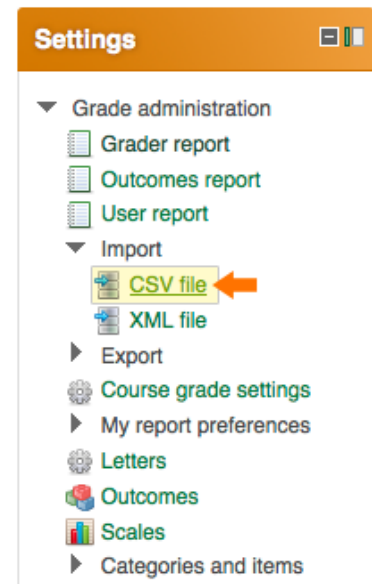 Settings
Grade administration
Grader report
Outcomes report
User report
Import
CSV file
XML file
Export
Course grade settings
My report preferences
Letters
Outcomes
Scales
Categories and items